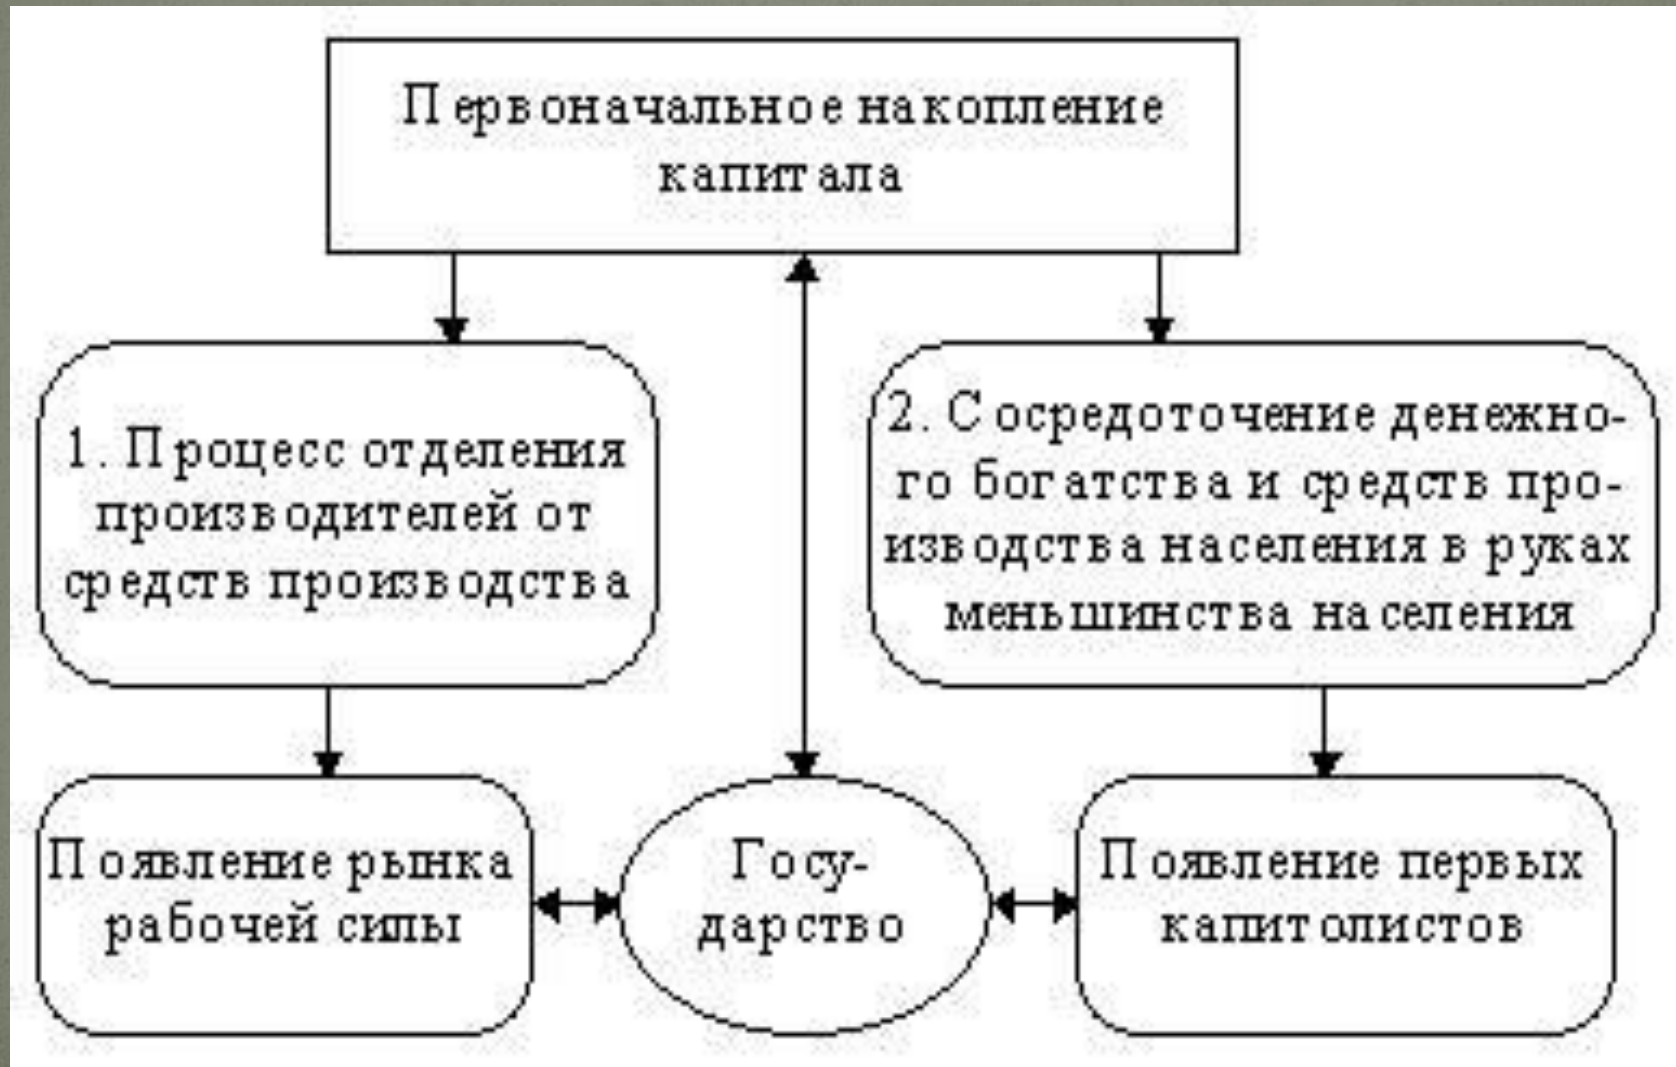 Первоначальное накопление
капитала
1. Процесс отделения
производителей от
средств производства
2. Сосредоточение денежно-
го богатства и средств про-
изводства населения в руках
меньшинства населения
Появление рынка
рабочей силы
Госу-
дарство
Появление первых
капитолистов